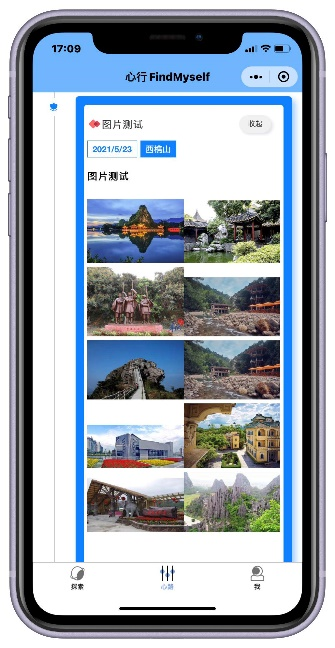 17:09
心行 FindMyself
图片测试
收起
2021/5/23 西樵山
图片测试
探索
心路
我